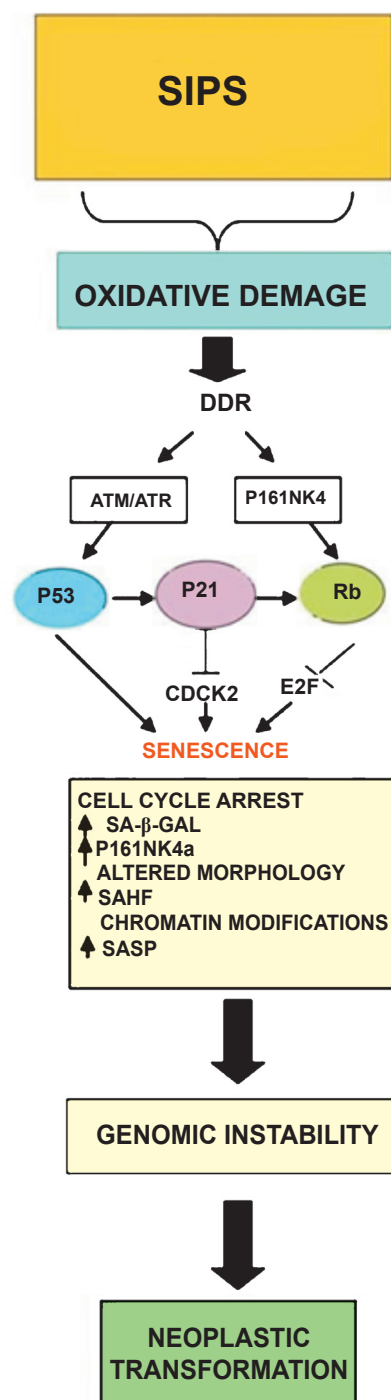 SIPS
OXIDATIVE DEMAGE
DDR
ATM/ATR
P161NK4
P53
P21
Rb
CDCK2
E2F
SENESCENCE
CELL CYCLE ARREST
SA-β-GAL
P161NK4a
ALTERED MORPHOLOGY
SAHF
CHROMATIN MODIFICATIONS
SASP
GENOMIC INSTABILITY
NEOPLASTIC
TRANSFORMATION